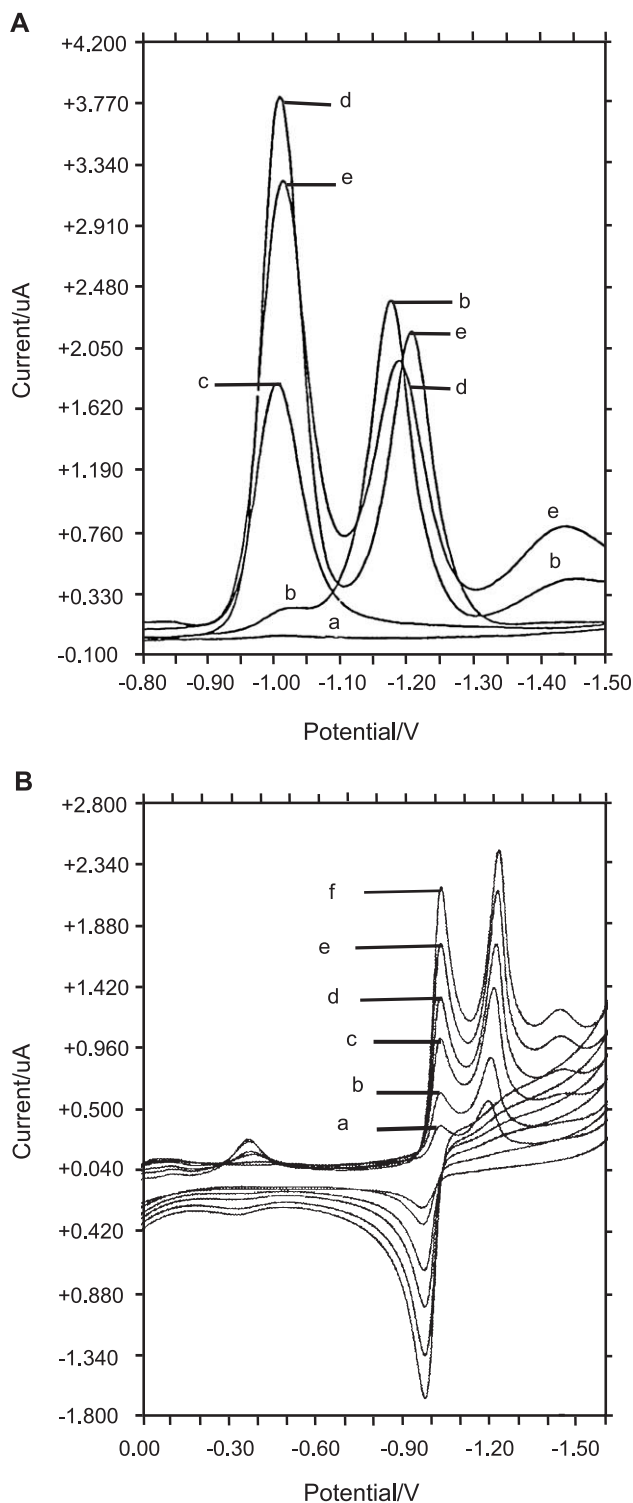 A
+4.200
+3.770
d
+3.340
e
+2.910
+2.480
b
+2.050
e
c
d
+1.620
+1.190
+0.760
e
b
+0.330
b
a
-0.100
-0.80 -0.90 -1.00 -1.10 -1.20 -1.30 -1.40 -1.50
Current/uA
Potential/V
B
+2.800
+2.340
f
+1.880
e
+1.420
d
+0.960
c
b
+0.500
a
+0.040
+0.420
+0.880
-1.340
-1.800
0.00 -0.30 -0.60 -0.90 -1.20 -1.50
Current/uA
Potential/V